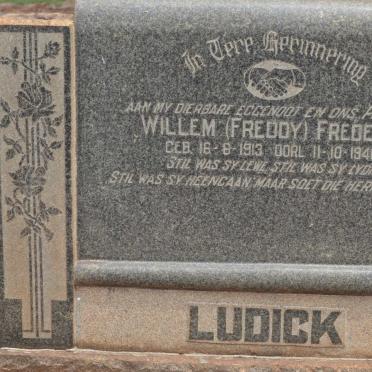 In Tere Herinnering
AAN MY DIERBARE EGGENOOT EN ONS
WILLEM (FREDDY) FREDE
GEB. 16-8-1913 OORL. 11-10-194
STIL WAS SY LEWE, STIL WAS SY LYD
STIL WAS SY HEENGAAN MAAR SOET DIE HER
LUDICK